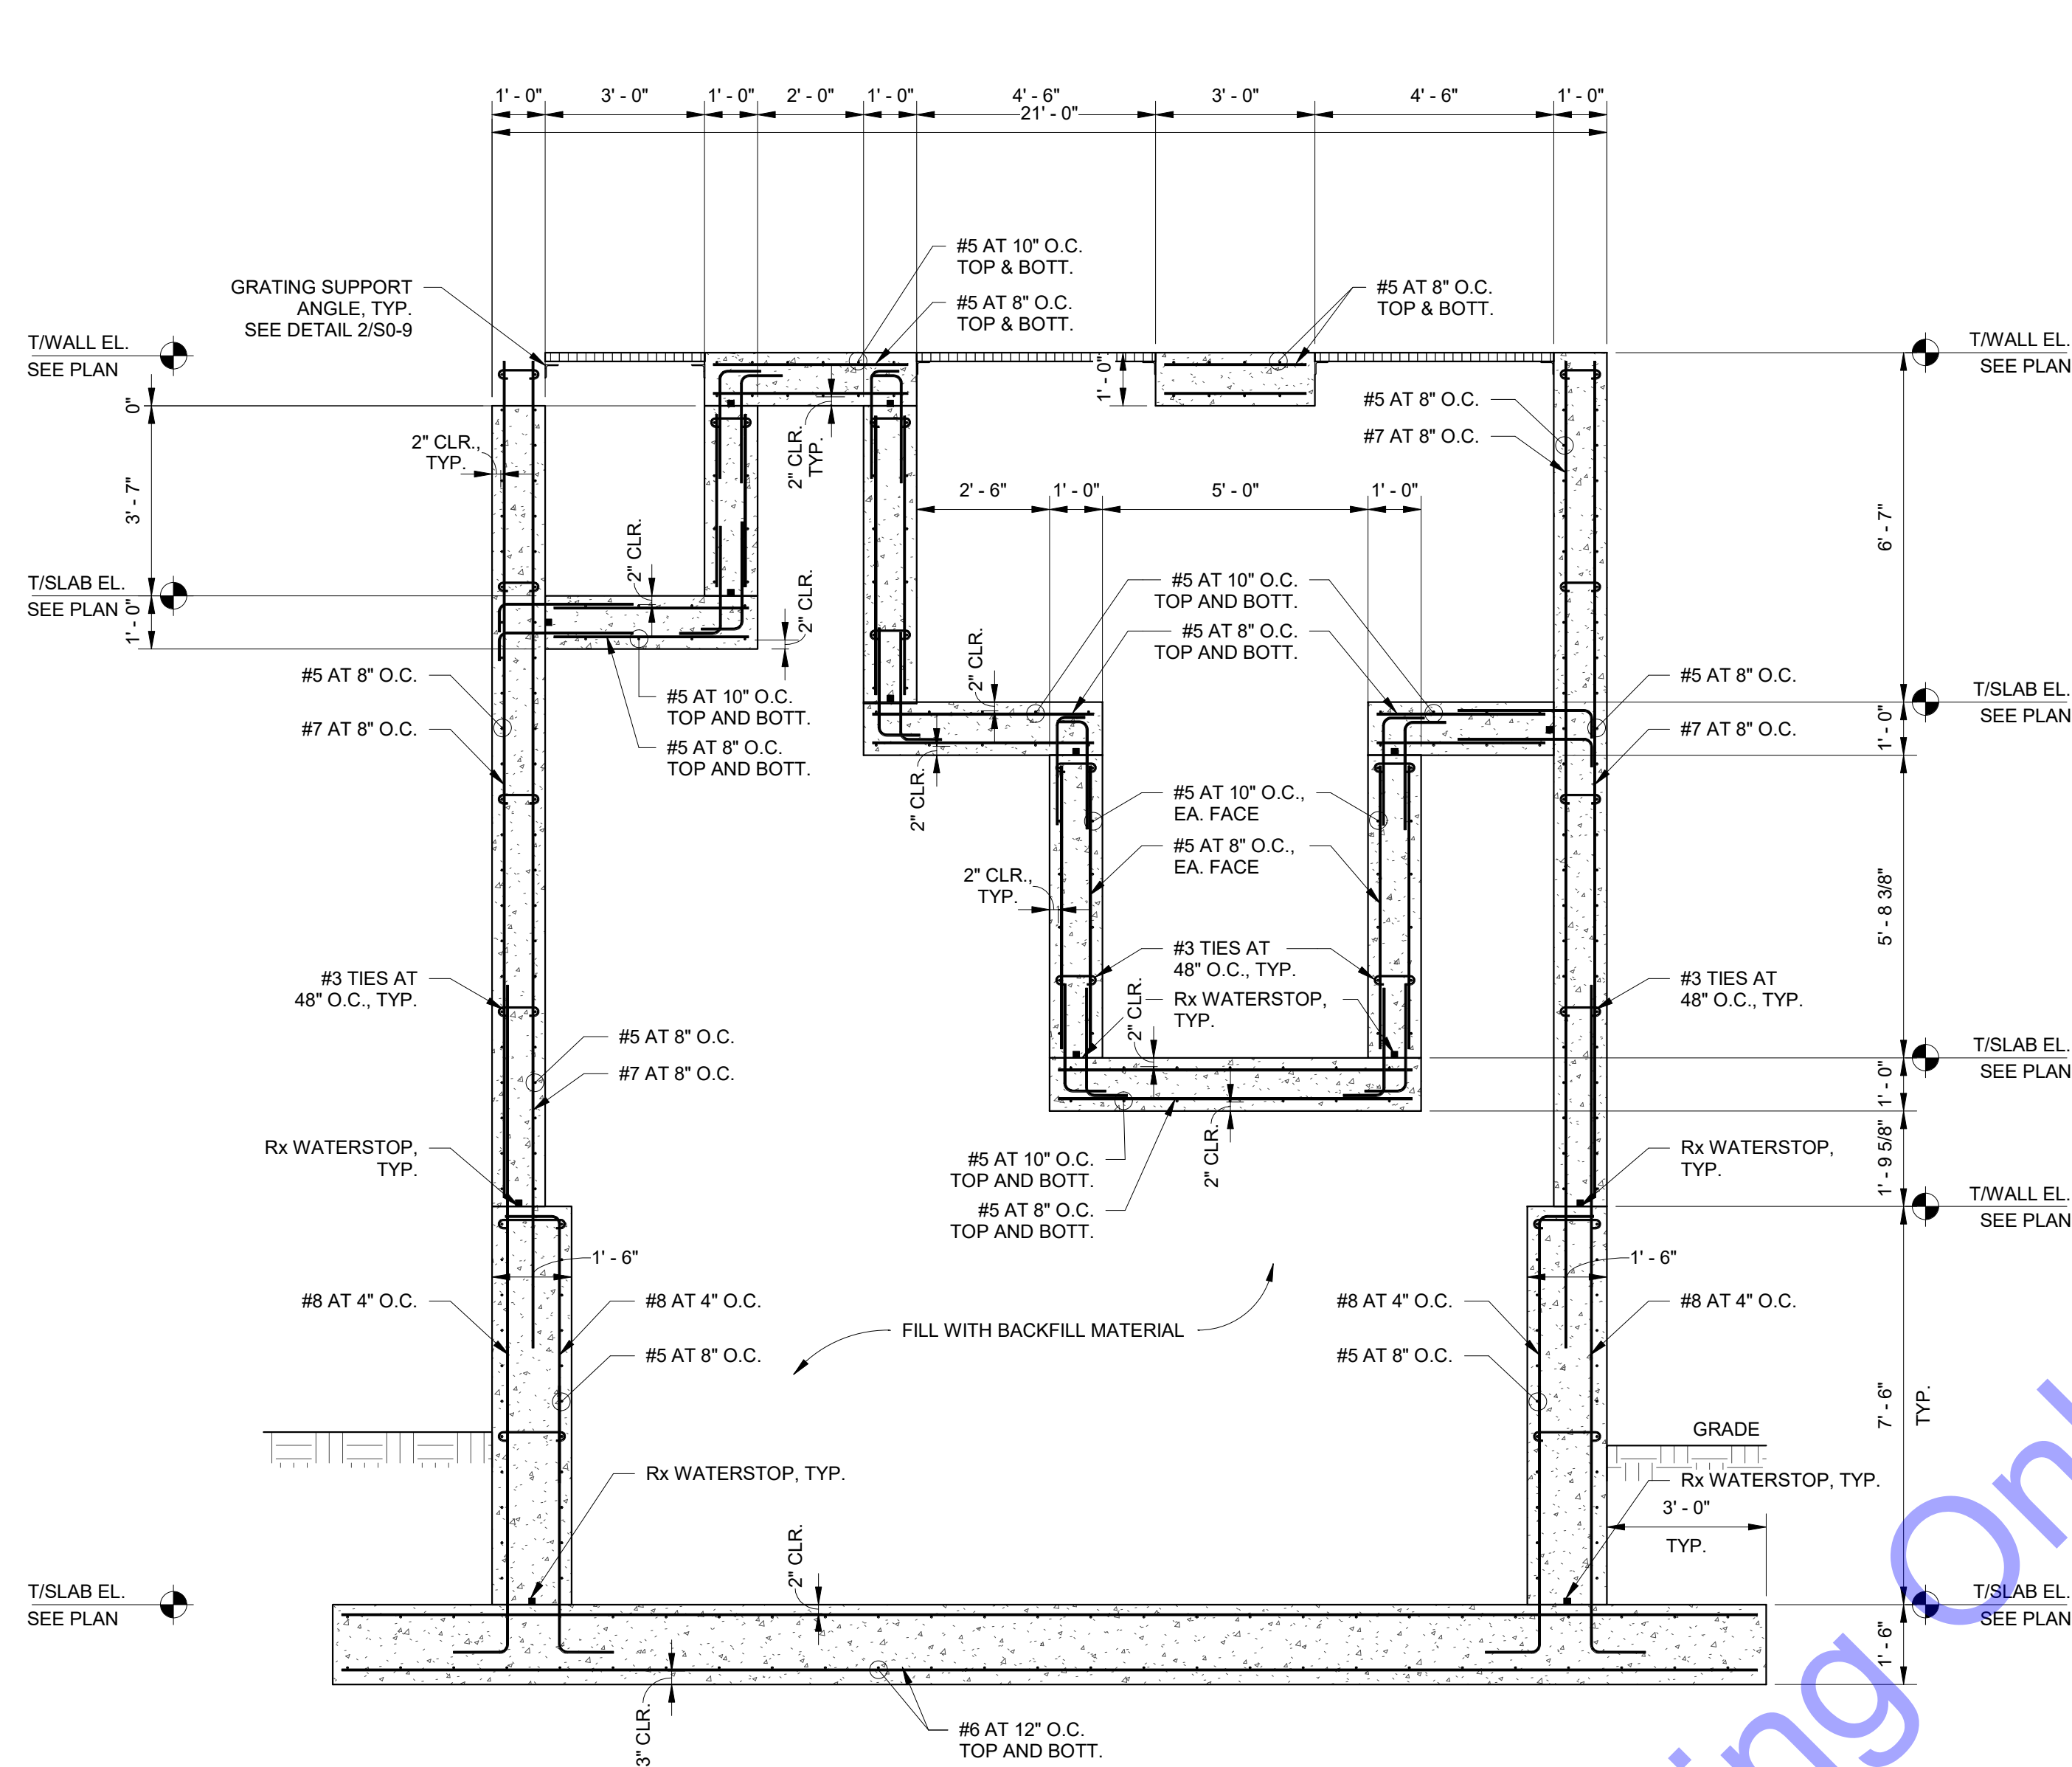 1' - 0" 3' - 0" 1' - 0" 2' - 0" 1' - 0" 4' - 6" 3' - 0" 4' - 6" 1' - 0"
21' - 0"
#5 AT 10" O.C.
TOP & BOTT.
#5 AT 8" O.C.
TOP & BOTT.
#5 AT 8" O.C.
TOP & BOTT.
GRATING SUPPORT
ANGLE, TYP.
SEE DETAIL 2/S0-9
T/WALL EL.
SEE PLAN
T/WALL EL.
SEE PLAN
0"
1' - 0"
#5 AT 8" O.C.
#7 AT 8" O.C.
2" CLR.,
TYP.
2" CLR.
TYP.
3' - 7"
2' - 6" 1' - 0" 5' - 0" 1' - 0"
6' - 7"
2" CLR.
2" CLR.
T/SLAB EL.
SEE PLAN
1' - 0"
#5 AT 10" O.C.
TOP AND BOTT.
#5 AT 8" O.C.
TOP AND BOTT.
2" CLR.
#5 AT 8" O.C.
#7 AT 8" O.C.
#5 AT 10" O.C.
TOP AND BOTT.
#5 AT 8" O.C.
TOP AND BOTT.
2" CLR.
#5 AT 8" O.C.
#7 AT 8" O.C.
T/SLAB EL.
SEE PLAN
1' - 0"
#5 AT 10" O.C.,
EA. FACE
#5 AT 8" O.C.,
EA. FACE
2" CLR.,
TYP.
5' - 8 3/8"
#3 TIES AT
48" O.C., TYP.
#3 TIES AT
48" O.C., TYP.
Rx WATERSTOP,
TYP.
2" CLR.
#3 TIES AT
48" O.C., TYP.
#5 AT 8" O.C.
#7 AT 8" O.C.
T/SLAB EL.
SEE PLAN
1' - 0"
Rx WATERSTOP,
TYP.
#5 AT 10" O.C.
TOP AND BOTT.
#5 AT 8" O.C.
TOP AND BOTT.
2" CLR.
Rx WATERSTOP,
TYP.
1' - 9 5/8"
T/WALL EL.
SEE PLAN
1' - 6"
1' - 6"
#8 AT 4" O.C.
#8 AT 4" O.C.
#5 AT 8" O.C.
FILL WITH BACKFILL MATERIAL
#8 AT 4" O.C.
#5 AT 8" O.C.
#8 AT 4" O.C.
7' - 6"
TYP.
GRADE
Rx WATERSTOP, TYP.
Rx WATERSTOP, TYP.
3' - 0"
TYP.
2" CLR.
T/SLAB EL.
SEE PLAN
T/SLAB EL.
SEE PLAN
1' - 6"
3" CLR.
#6 AT 12" O.C.
TOP AND BOTT.